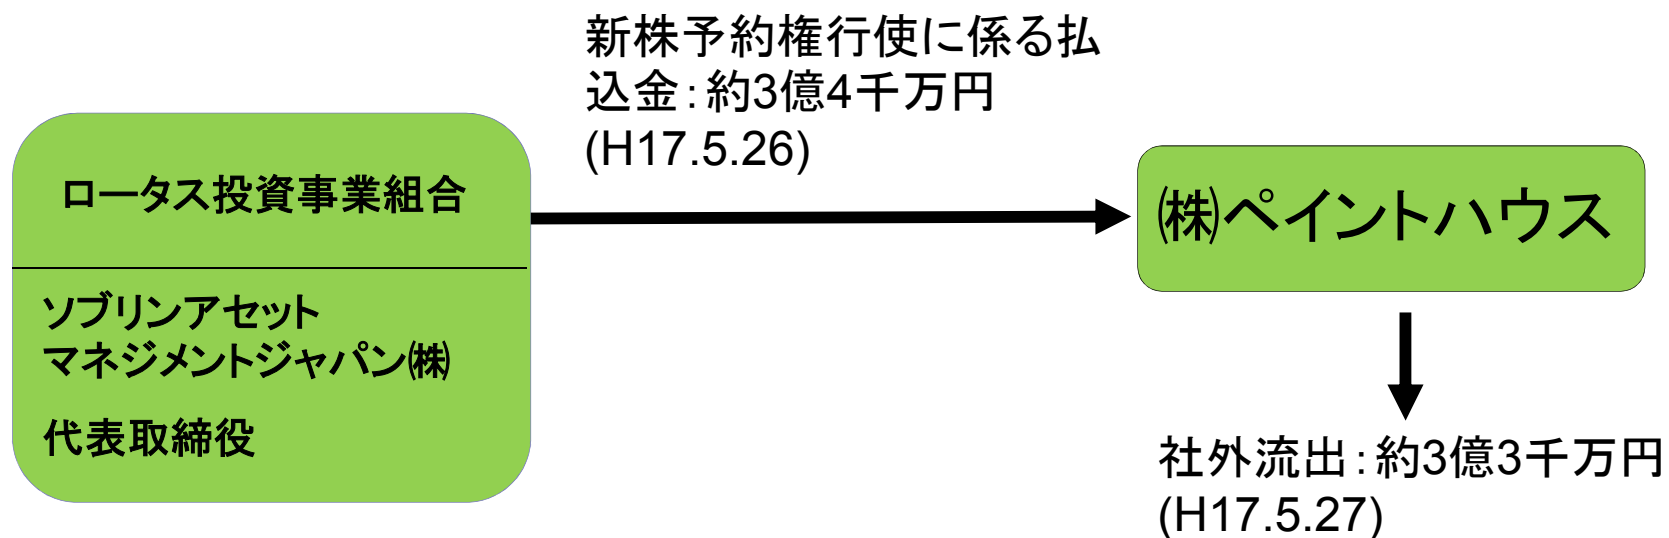 新株予約権行使に係る払
込金：約3億4千万円
(H17.5.26)
ロータス投資事業組合
ソブリンアセット
マネジメントジャパン㈱
代表取締役
㈱ペイントハウス
社外流出：約3億3千万円
(H17.5.27)